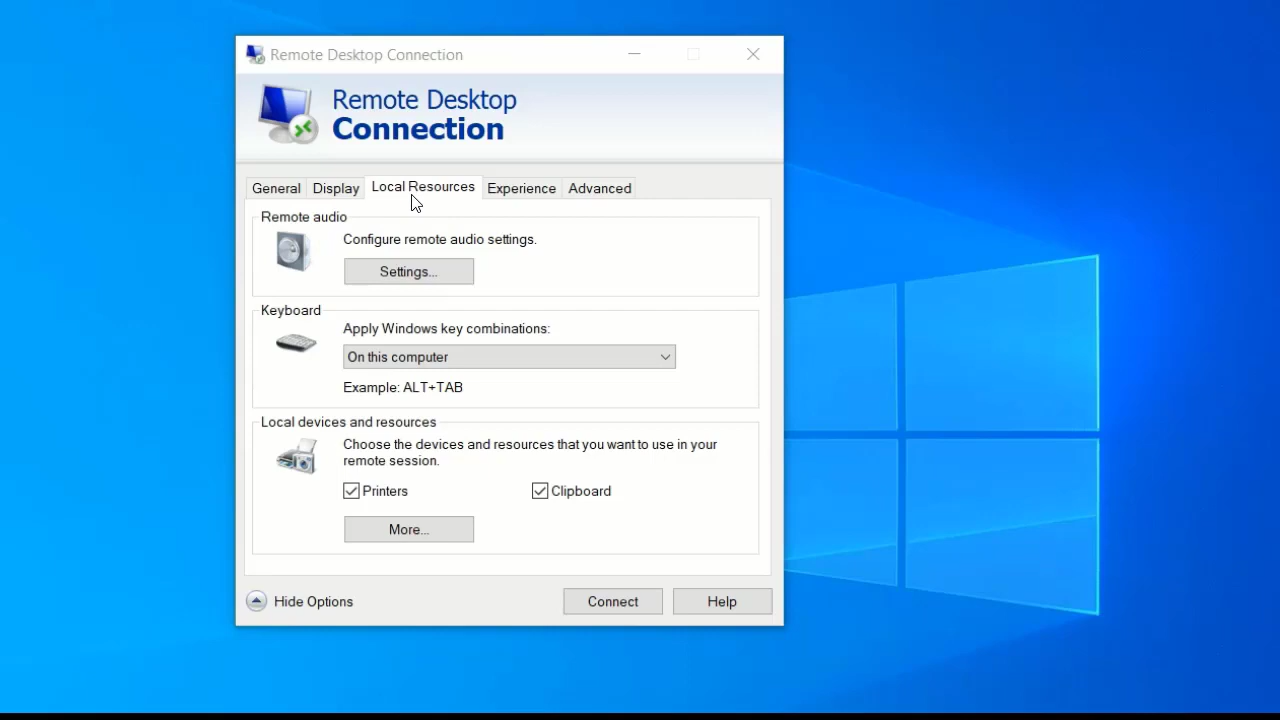 Remote Desktop Connection
Remote Desktop
Connection
General Display Local Resources Experience Advanced
Remote audio
Configure remote audio settings.
Settings...
Keyboard
Apply Windows key combinations:
On this computer
Example: ALT+TAB
Local devices and resources
Choose the devices and resources that you want to use in your
remote session.
Printers Clipboard
More...
Hide Options Connect Help